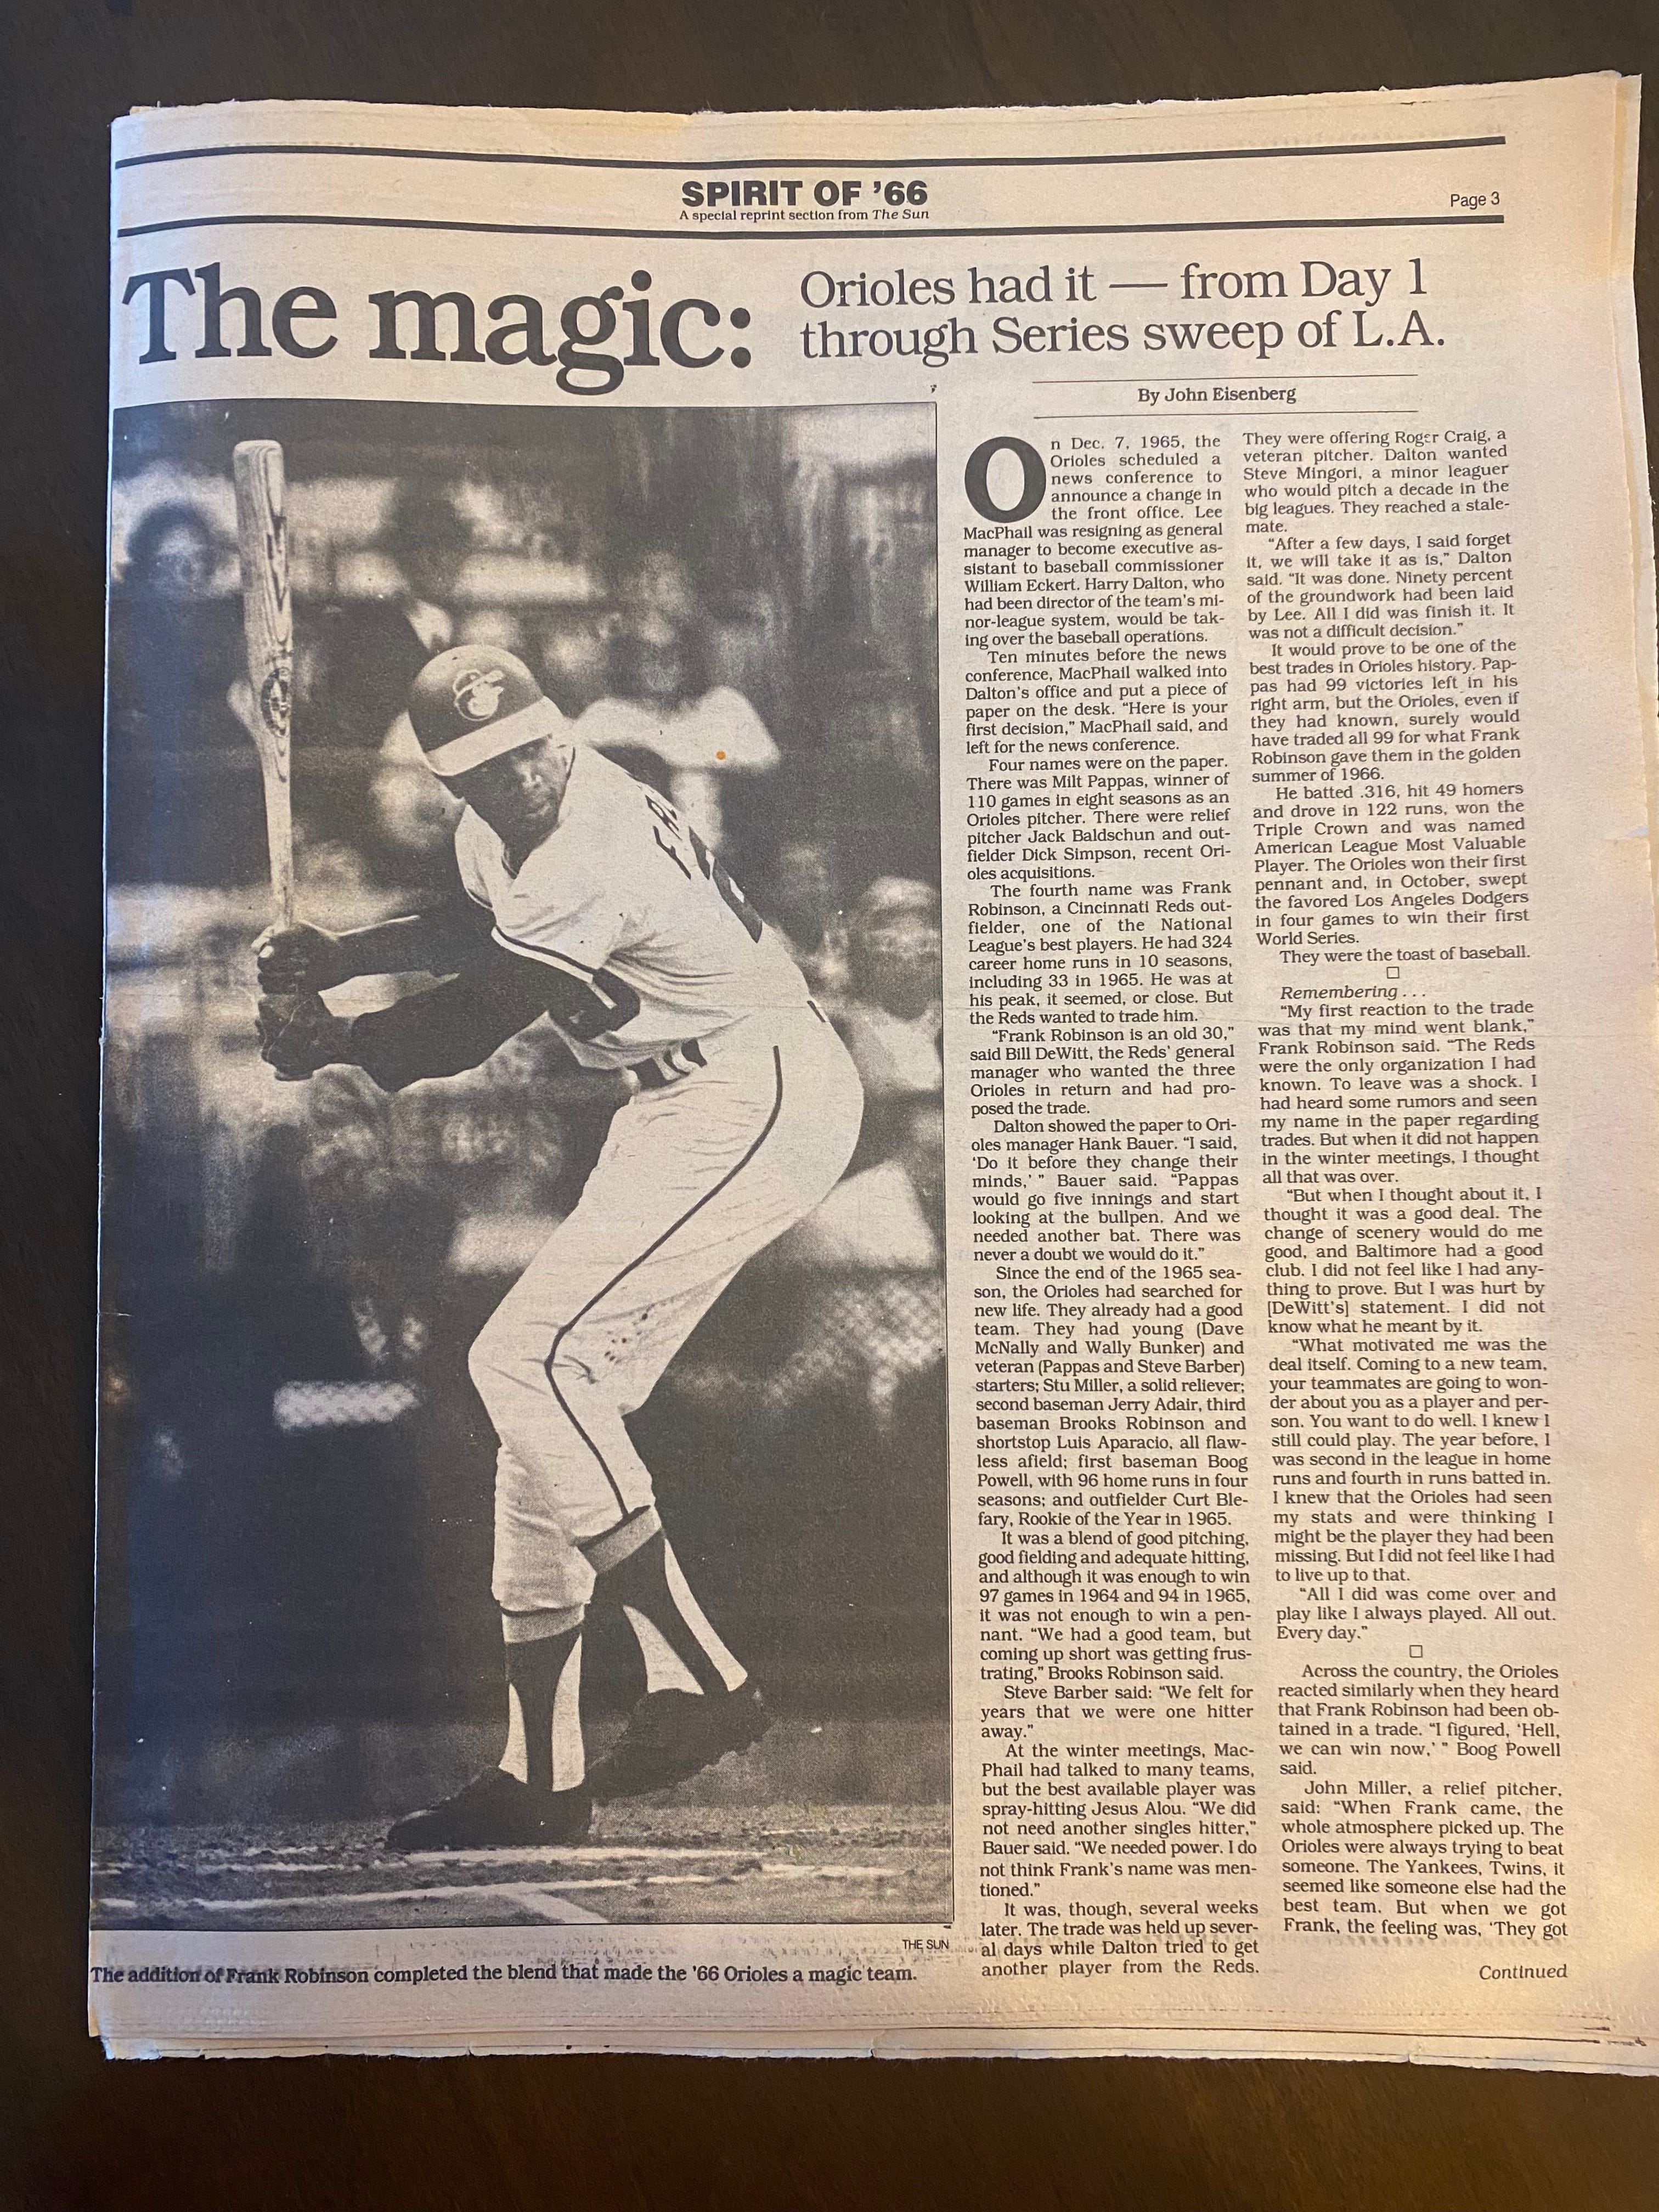 SPIRIT OF ’66
A special reprint section from The Sun
Page 3
The magic:
Orioles had it — from Day 1
through Series sweep of L.A.
By John Eisenberg
On Dec. 7, 1965, the
Orioles scheduled a
news conference to
announce a change in
the front office. Lee
MacPhail was resigning as general
manager to become executive as-
sistant to baseball commissioner
William Eckert. Harry Dalton, who
had been director of the team’s mi-
nor-league system, would be tak-
ing over the baseball operations.
Ten minutes before the news
conference, MacPhail walked into
Dalton’s office and put a piece of
paper on the desk. “Here is your
first decision,” MacPhail said, and
left for the news conference.
Four names were on the paper.
There was Milt Pappas, winner of
110 games in eight seasons as an
Orioles pitcher. There were relief
pitcher Jack Baldschun and out-
fielder Dick Simpson, recent Ori-
oles acquisitions.
The fourth name was Frank
Robinson, a Cincinnati Reds out-
fielder, one of the National
League’s best players. He had 324
career home runs in 10 seasons,
including 33 in 1965. He was at
his peak, it seemed, or close. But
the Reds wanted to trade him.
“Frank Robinson is an old 30,”
said Bill DeWitt, the Reds’ general
manager who wanted the three
Orioles in return and had pro-
posed the trade.
Dalton showed the paper to Ori-
oles manager Hank Bauer. “I said,
‘Do it before they change their
minds,’ ” Bauer said. “Pappas
would go five innings and start
looking at the bullpen. And we
needed another bat. There was
never a doubt we would do it.”
Since the end of the 1965 sea-
son, the Orioles had searched for
new life. They already had a good
team. They had young (Dave
McNally and Wally Bunker) and
veteran (Pappas and Steve Barber)
starters; Stu Miller, a solid reliever;
second baseman Jerry Adair, third
baseman Brooks Robinson and
shortstop Luis Aparacio, all flaw-
less afield; first baseman Boog
Powell, with 96 home runs in four
seasons; and outfielder Curt Ble-
fary, Rookie of the Year in 1965.
It was a blend of good pitching,
good fielding and adequate hitting,
and although it was enough to win
97 games in 1964 and 94 in 1965,
it was not enough to win a pen-
nant. “We had a good team, but
coming up short was getting frus-
trating,” Brooks Robinson said.
Steve Barber said: “We felt for
years that we were one hitter
away.”
At the winter meetings, Mac-
Phail had talked to many teams,
but the best available player was
spray-hitting Jesus Alou. “We did
not need another singles hitter,”
Bauer said. “We needed power. I do
not think Frank’s name was men-
tioned.”
It was, though, several weeks
later. The trade was held up sever-
al days while Dalton tried to get
another player from the Reds.
They were offering Roger Craig, a
veteran pitcher. Dalton wanted
Steve Mingori, a minor leaguer
who would pitch a decade in the
big leagues. They reached a stale-
mate.
“After a few days, I said forget
it, we will take it as is,” Dalton
said. “It was done. Ninety percent
of the groundwork had been laid
by Lee. All I did was finish it. It
was not a difficult decision.”
It would prove to be one of the
best trades in Orioles history. Pap-
pas had 99 victories left in his
right arm, but the Orioles, even if
they had known, surely would
have traded all 99 for what Frank
Robinson gave them in the golden
summer of 1966.
He batted .316, hit 49 homers
and drove in 122 runs, won the
Triple Crown and was named
American League Most Valuable
Player. The Orioles won their first
pennant and, in October, swept
the favored Los Angeles Dodgers
in four games to win their first
World Series.
They were the toast of baseball.
□
Remembering . . .
“My first reaction to the trade
was that my mind went blank,”
Frank Robinson said. “The Reds
were the only organization I had
known. To leave was a shock. I
had heard some rumors and seen
my name in the paper regarding
trades. But when it did not happen
in the winter meetings, I thought
all that was over.
“But when I thought about it, I
thought it was a good deal. The
change of scenery would do me
good, and Baltimore had a good
club. I did not feel like I had any-
thing to prove. But I was hurt by
[DeWitt’s] statement. I did not
know what he meant by it.
“What motivated me was the
deal itself. Coming to a new team,
your teammates are going to won-
der about you as a player and per-
son. You want to do well. I knew I
still could play. The year before, I
was second in the league in home
runs and fourth in runs batted in.
I knew that the Orioles had seen
my stats and were thinking I
might be the player they had been
missing. But I did not feel like I had
to live up to that.
“All I did was come over and
play like I always played. All out.
Every day.”
□
Across the country, the Orioles
reacted similarly when they heard
that Frank Robinson had been ob-
tained in a trade. “I figured, ‘Hell,
we can win now,’ ” Boog Powell
said.
John Miller, a relief pitcher,
said: “When Frank came, the
whole atmosphere picked up. The
Orioles were always trying to beat
someone. The Yankees, Twins, it
seemed like someone else had the
best team. But when we got
Frank, the feeling was, ‘They got
Continued
THE SUN
The addition of Frank Robinson completed the blend that made the ’66 Orioles a magic team.